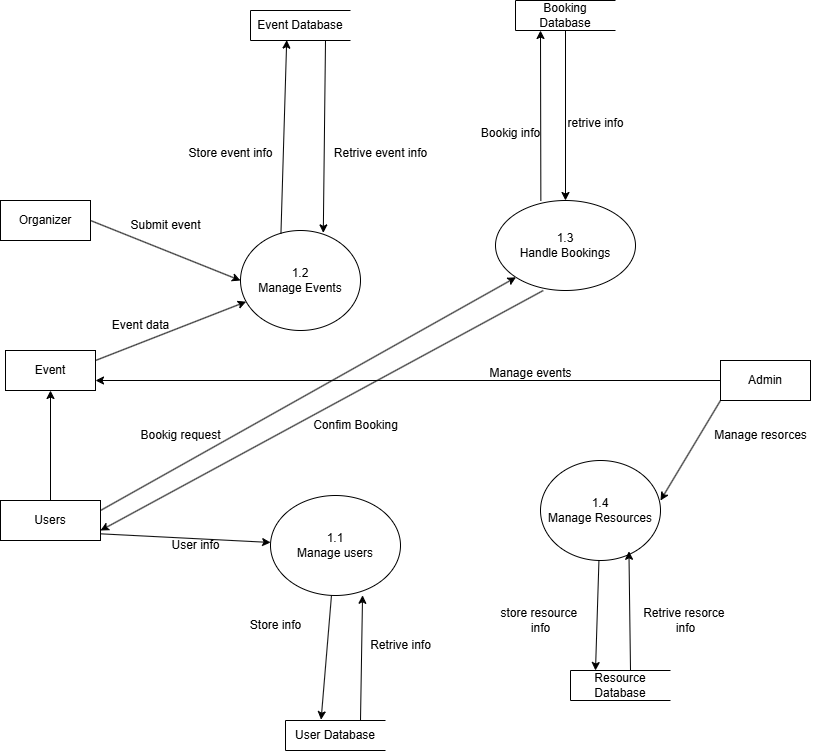 Booking
Database
Event Database
Bookig info
retrive info
Store event info
Retrive event info
Organizer
Submit event
1.3
Handle Bookings
1.2
Manage Events
Event data
Event
Manage events
Admin
Bookig request
Confim Booking
Manage resorces
Users
User info
1.1
Manage users
1.4
Manage Resources
Store info
Retrive info
store resource
info
Retrive resorce
info
Resource
Database
User Database